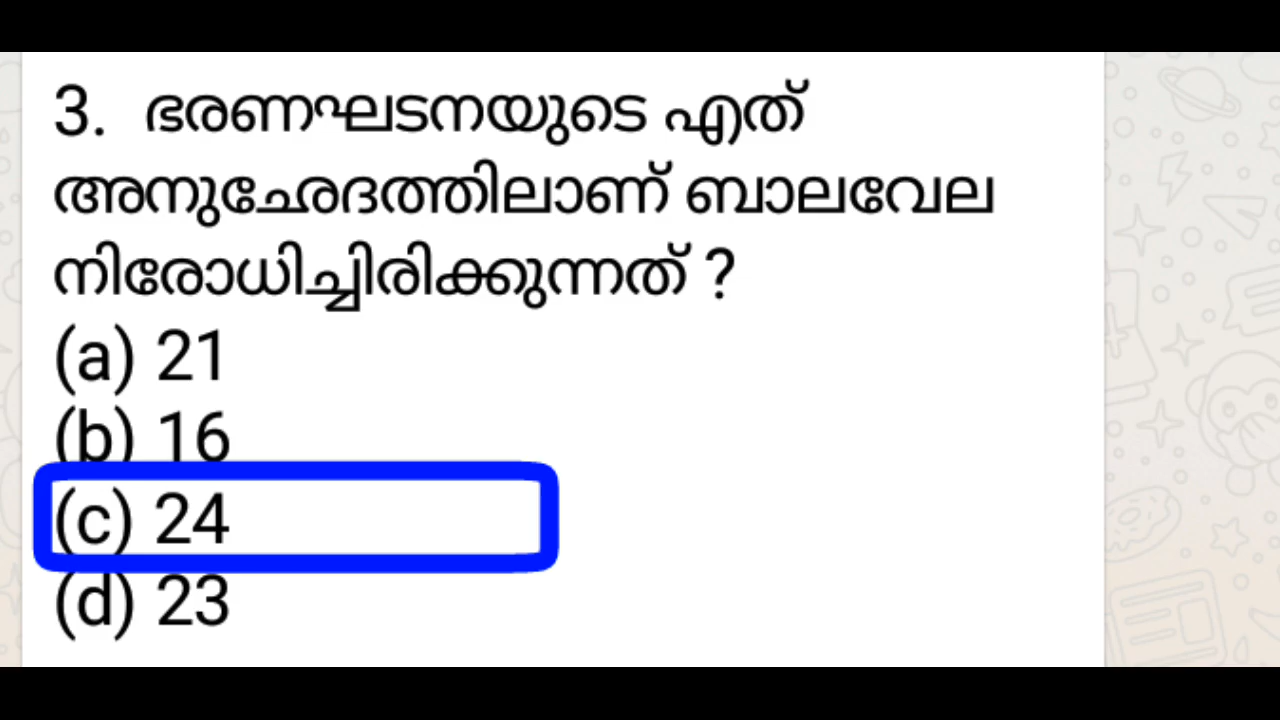 3. ഭരണഘടനയുടെ എത്
അനുഛേദത്തിലാണ് ബാലവേല
നിരോധിച്ചിരിക്കുന്നത് ?
(a) 21
(b) 16
(c) 24
(d) 23